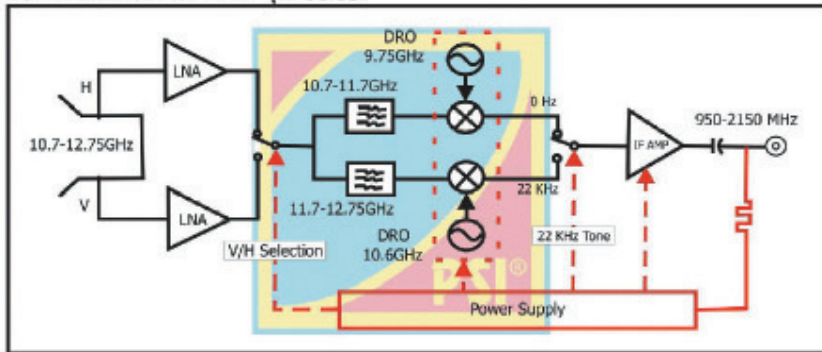 DRO
9.75GHz
LNA
H
10.7-11.7GHz
0 Hz
950-2150 MHz
10.7-12.75GHz
IF AMP
22 KHz
V
LNA
11.7-12.75GHz
V/H Selection
DRO
10.6GHz
22 KHz Tone
PSI®
Power Supply